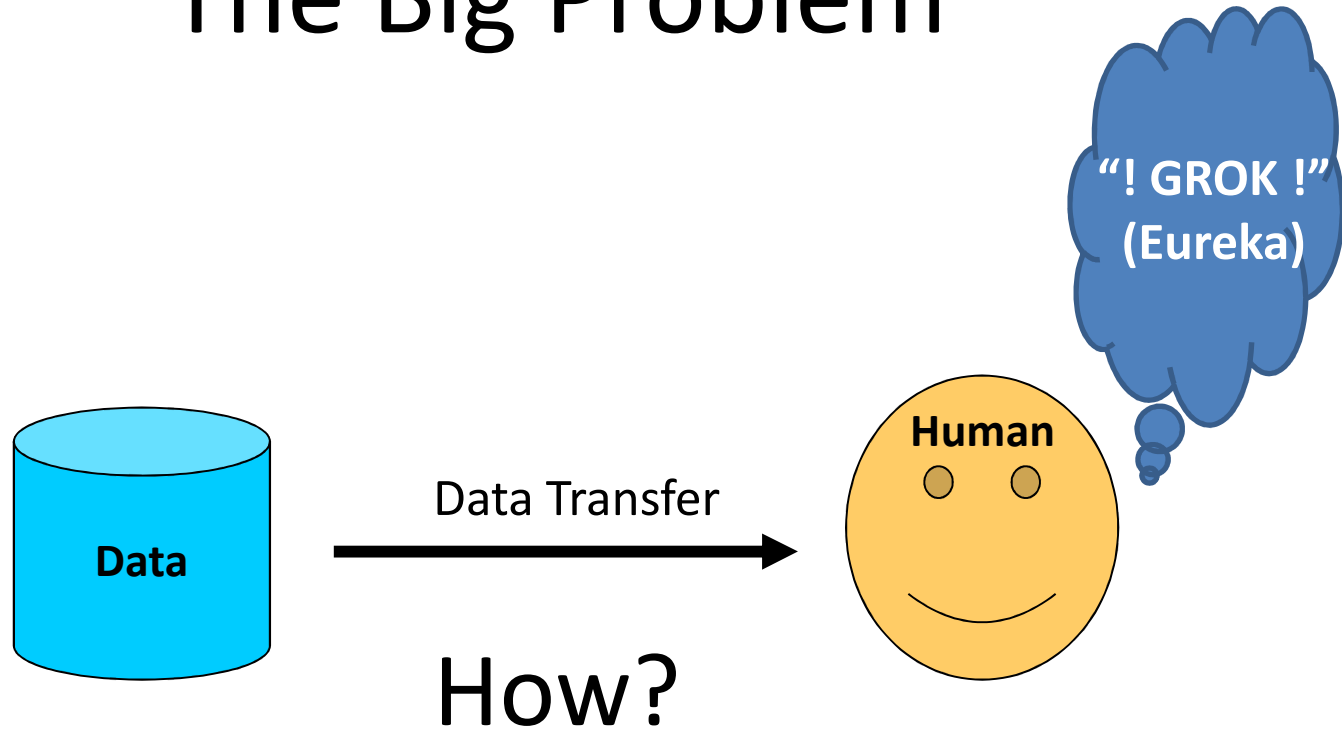 The Big Problem
“! GROK !”
(Eureka)
Human
Data Transfer
Data
How?